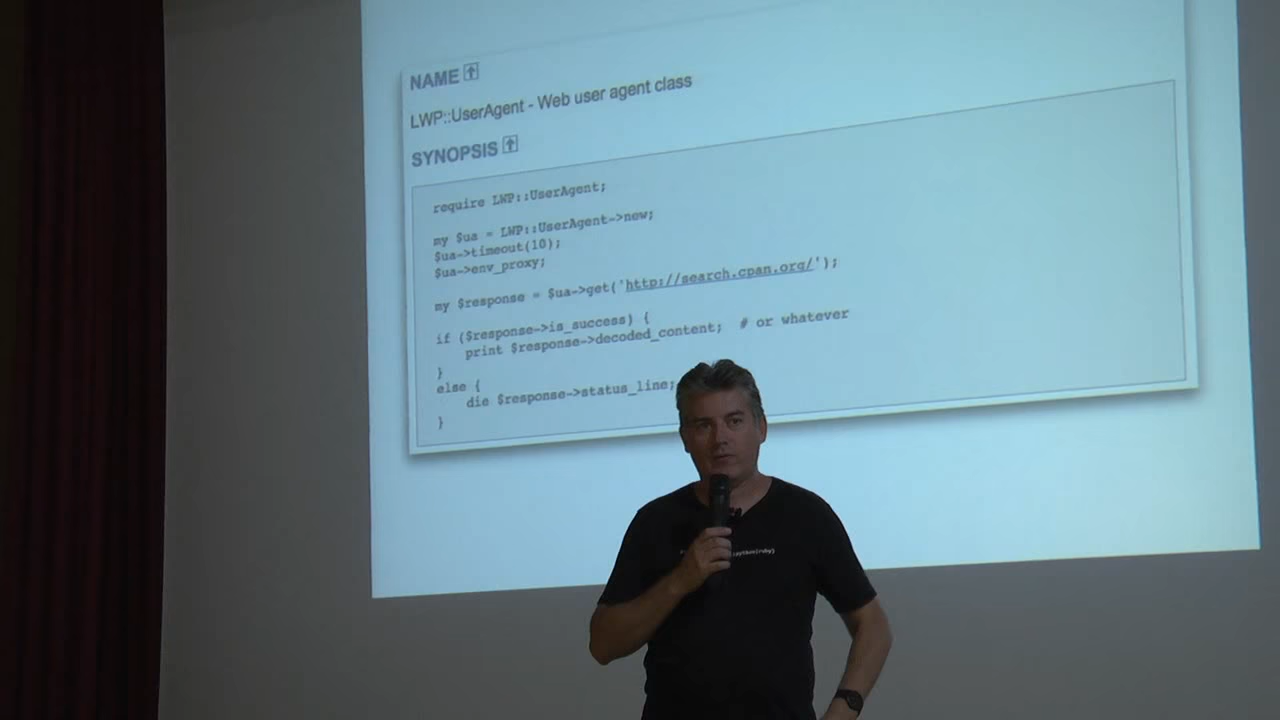 NAME
LWP::UserAgent - Web user agent class
SYNOPSIS
require LWP::UserAgent;
my $ua = LWP::UserAgent->new;
$ua->timeout(10);
$ua->env_proxy;
my $response = $ua->get('http://search.cpan.org/');
if ($response->is_success) {
print $response->decoded_content;  # or whatever
}
else {
die $response->status_line;
}